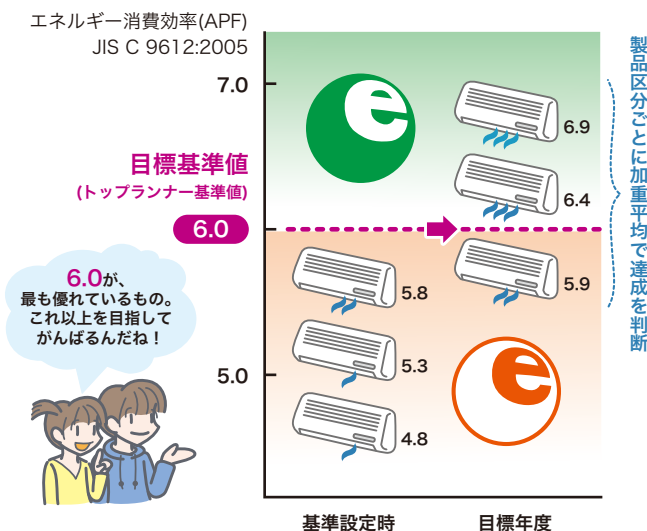 エネルギー消費効率(APF)
JIS C 9612:2005
7.0
目標基準値
(トップランナー基準値)
6.0
5.0
6.0が、
最も優れているもの。
これ以上を目指して
がんばるんだね！
e
5.8
5.3
4.8
6.9
6.4
5.9
e
製品区分ごとに加重平均で達成を判断
基準設定時
目標年度